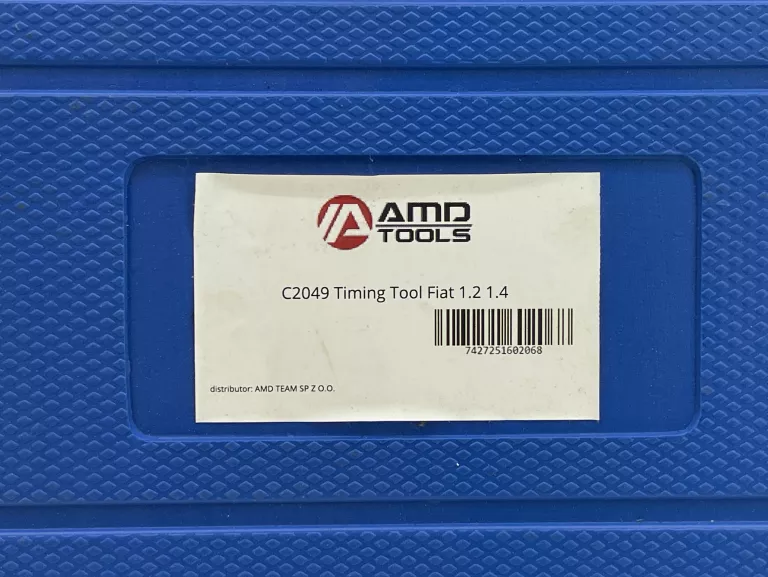 AMD
TOOLS
C2049 Timing Tool Fiat 1.2 1.4
7427251602068
distributor: AMD TEAM SP Z O.O.